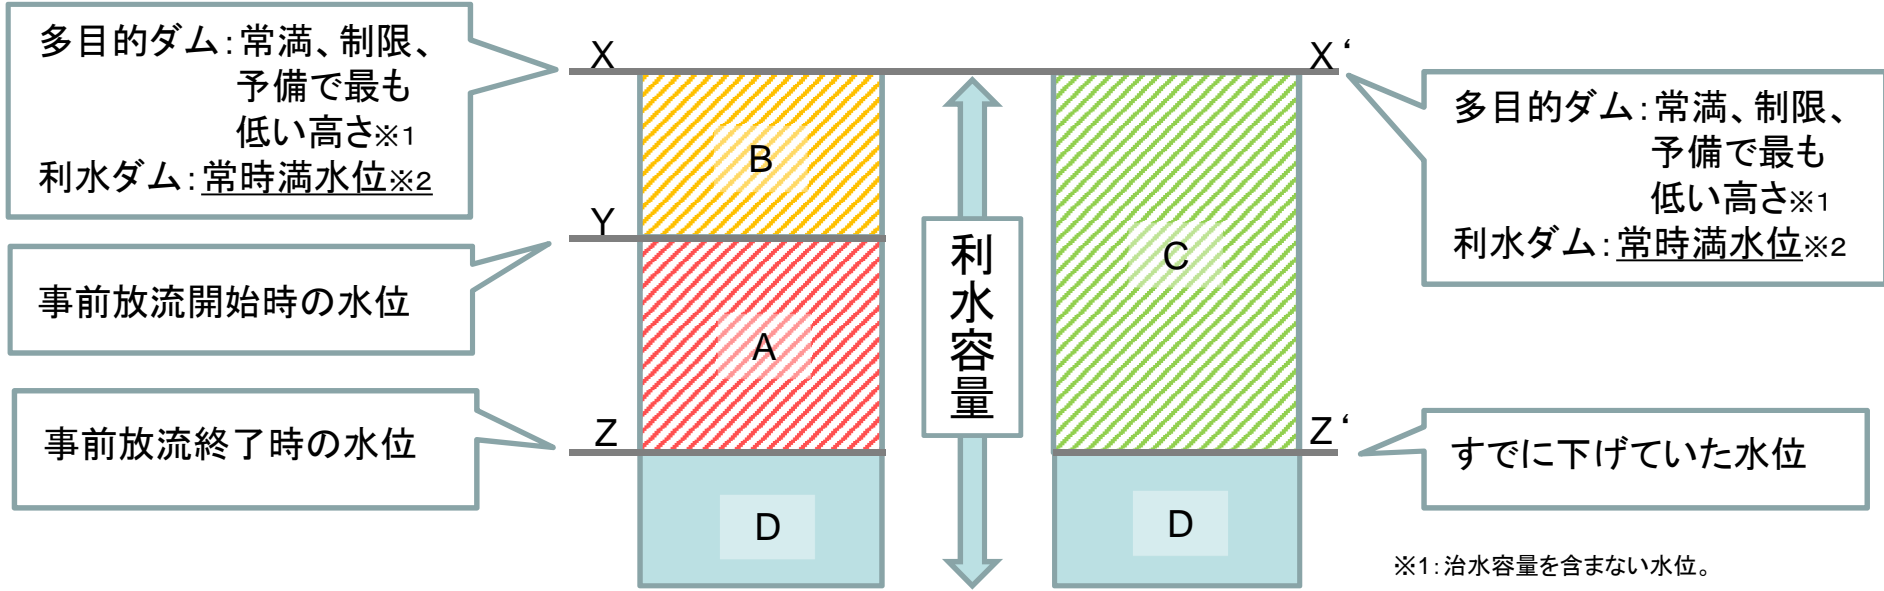 多目的ダム：常満、制限、
予備で最も
低い高さ※1
利水ダム：常時満水位※2
事前放流開始時の水位
事前放流終了時の水位
X
Y
Z
B
A
D
利水容量
C
D
X‘
Z‘
多目的ダム：常満、制限、
予備で最も
低い高さ※1
利水ダム：常時満水位※2
すでに下げていた水位
※1：治水容量を含まない水位。